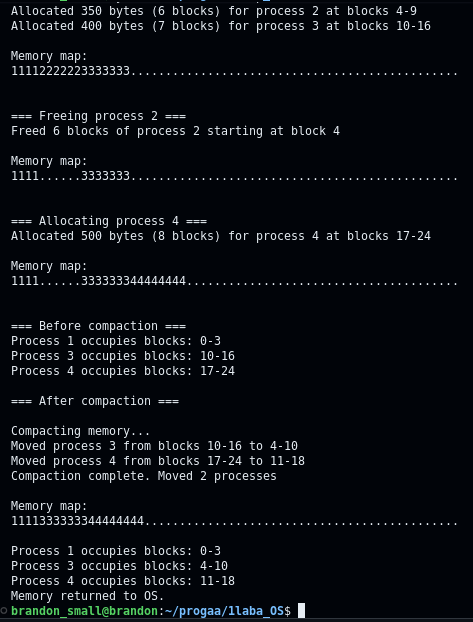 Allocated 350 bytes (6 blocks) for process 2 at blocks 4-9
Allocated 400 bytes (7 blocks) for process 3 at blocks 10-16
Memory map:
11112222223333333...............................................
=== Freeing process 2 ===
Freed 6 blocks of process 2 starting at block 4
Memory map:
1111......3333333...............................................
=== Allocating process 4 ===
Allocated 500 bytes (8 blocks) for process 4 at blocks 17-24
Memory map:
1111......333333344444444.......................................
=== Before compaction ===
Process 1 occupies blocks: 0-3
Process 3 occupies blocks: 10-16
Process 4 occupies blocks: 17-24
=== After compaction ===
Compacting memory...
Moved process 3 from blocks 10-16 to 4-10
Moved process 4 from blocks 17-24 to 11-18
Compaction complete. Moved 2 processes
Memory map:
1111333333344444444.............................................
Process 1 occupies blocks: 0-3
Process 3 occupies blocks: 4-10
Process 4 occupies blocks: 11-18
Memory returned to OS.
brandon_small@brandon:~/progaa/1laba_OS$